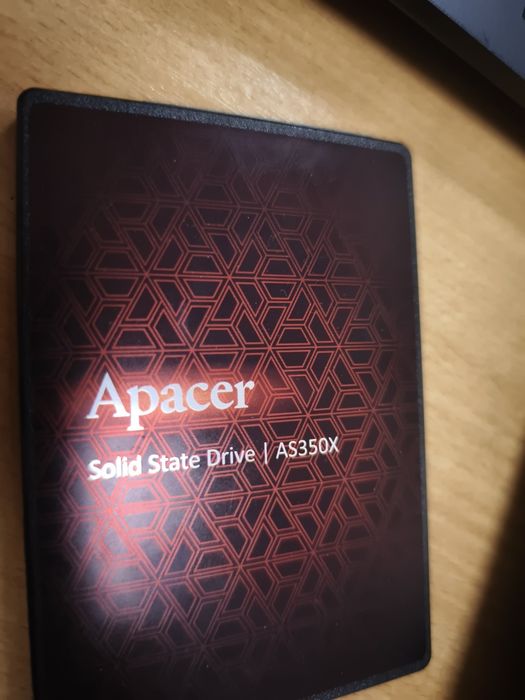 Apacer
Solid State Drive | AS350X